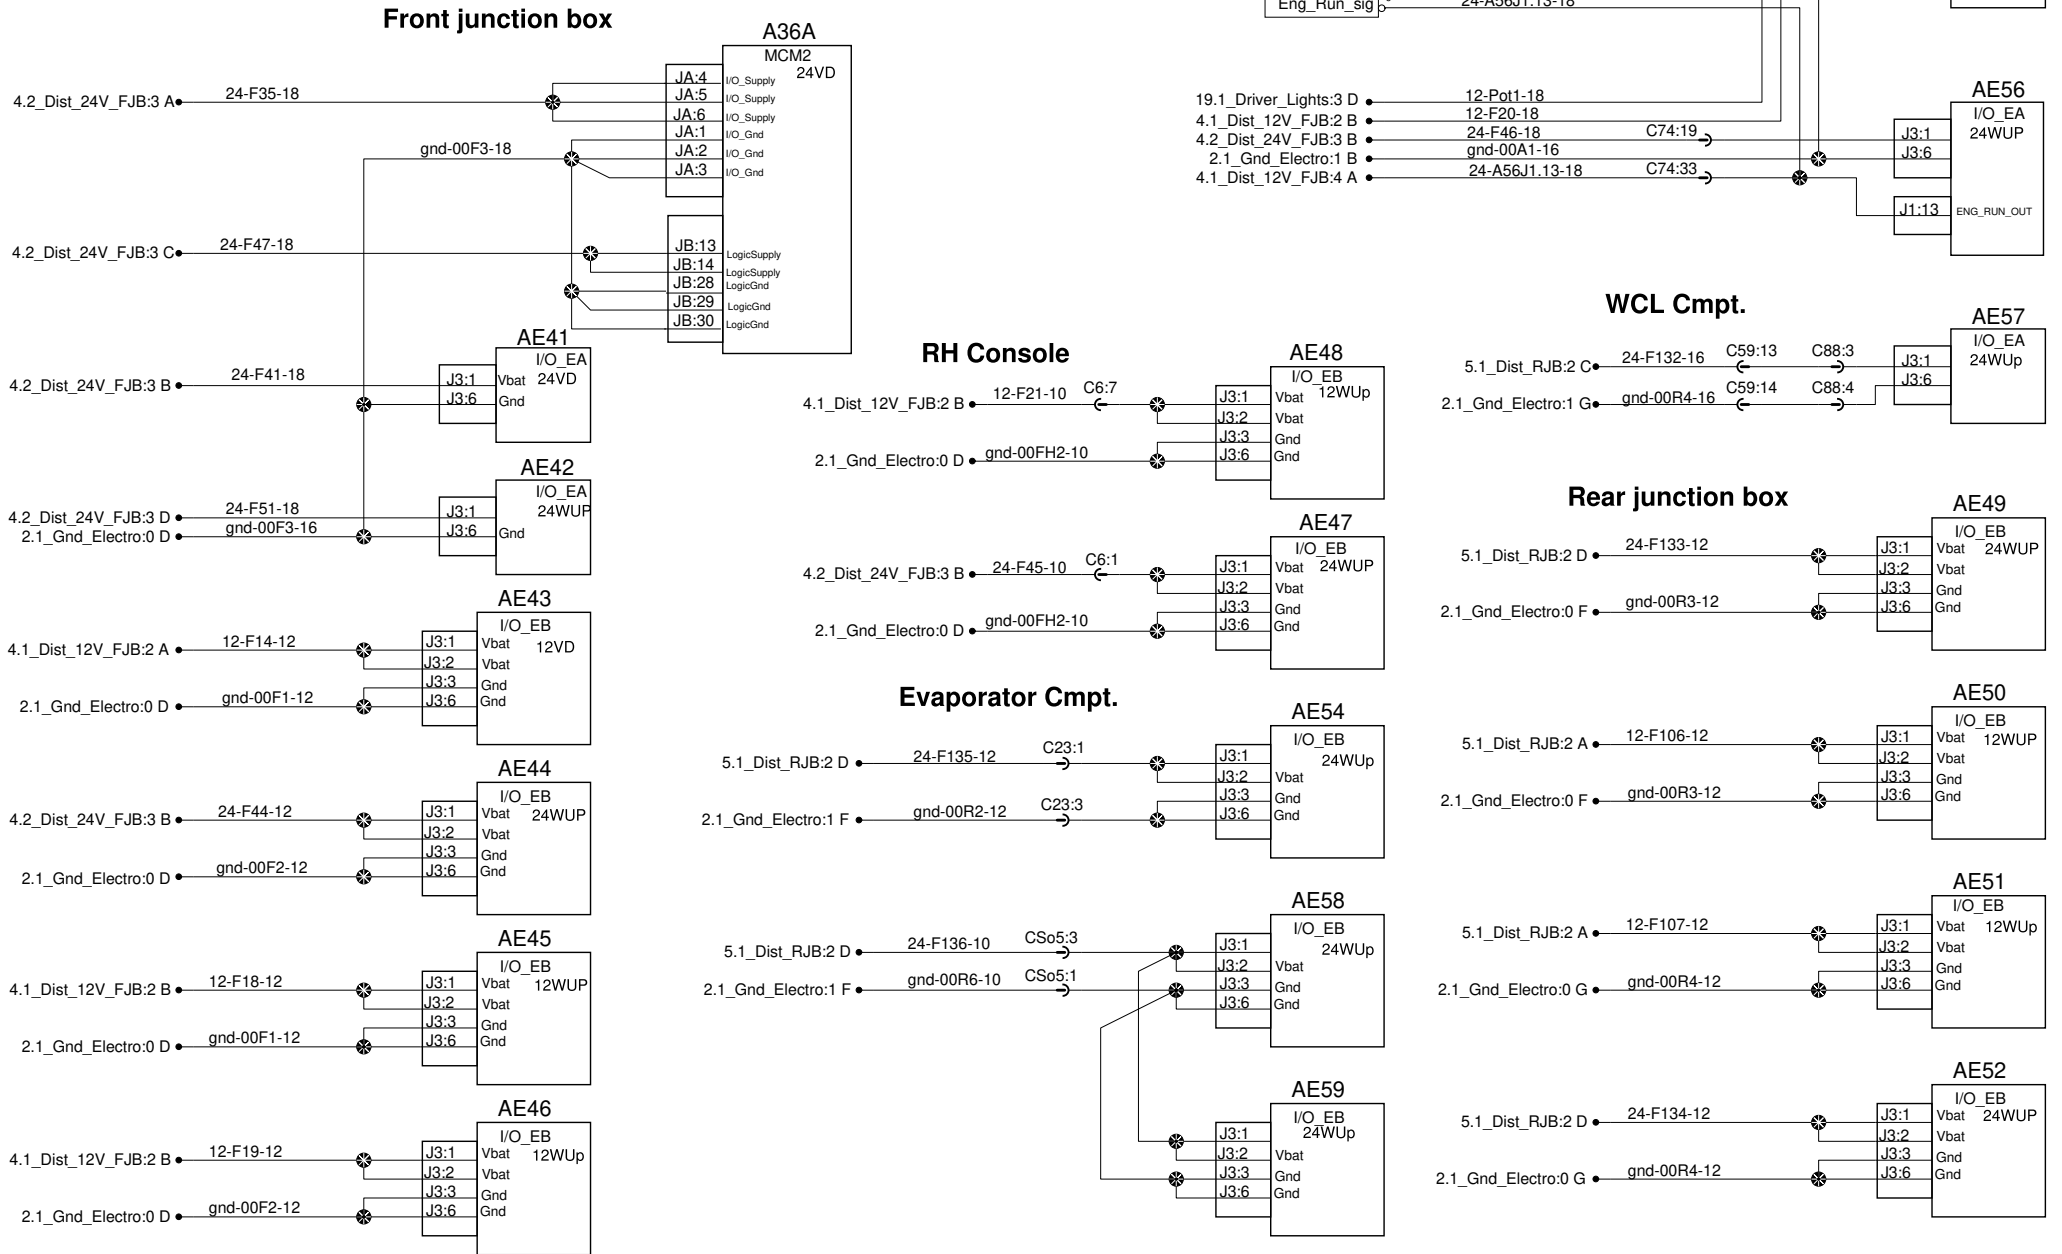 Front junction box
A36A
MCM2
24VD
4.2_Dist_24V_FJB:3 A 24-F35-18
JA:4 I/O_Supply
JA:5 I/O_Supply
JA:6 I/O_Supply
JA:1 I/O_Gnd
gnd-00F3-18 JA:2 I/O_Gnd
JA:3 I/O_Gnd
4.2_Dist_24V_FJB:3 C 24-F47-18 JB:13 LogicSupply
JB:14 LogicSupply
JB:28 LogicGnd
JB:29 LogicGnd
JB:30 LogicGnd
AE41
I/O_EA
24VD
4.2_Dist_24V_FJB:3 B 24-F41-18 J3:1 Vbat
J3:6 Gnd
AE42
I/O_EA
24WUP
4.2_Dist_24V_FJB:3 D 24-F51-18 J3:1
2.1_Gnd_Electro:0 D gnd-00F3-16 J3:6 Gnd
AE43
I/O_EB
12VD
4.1_Dist_12V_FJB:2 A 12-F14-12 J3:1 Vbat
J3:2 Vbat
J3:3 Gnd
2.1_Gnd_Electro:0 D gnd-00F1-12 J3:6 Gnd
AE44
I/O_EB
24WUP
4.2_Dist_24V_FJB:3 B 24-F44-12 J3:1 Vbat
J3:2 Vbat
J3:3 Gnd
2.1_Gnd_Electro:0 D gnd-00F2-12 J3:6 Gnd
AE45
I/O_EB
12WUP
4.1_Dist_12V_FJB:2 B 12-F18-12 J3:1 Vbat
J3:2 Vbat
J3:3 Gnd
2.1_Gnd_Electro:0 D gnd-00F1-12 J3:6 Gnd
AE46
I/O_EB
12WUp
4.1_Dist_12V_FJB:2 B 12-F19-12 J3:1 Vbat
J3:2 Vbat
J3:3 Gnd
2.1_Gnd_Electro:0 D gnd-00F2-12 J3:6 Gnd
RH Console
AE48
I/O_EB
12WUp
4.1_Dist_12V_FJB:2 B 12-F21-10 C6:7 J3:1 Vbat
J3:2 Vbat
J3:3 Gnd
2.1_Gnd_Electro:0 D gnd-00FH2-10 J3:6 Gnd
AE47
I/O_EB
24WUP
4.2_Dist_24V_FJB:3 B 24-F45-10 C6:1 J3:1 Vbat
J3:2 Vbat
J3:3 Gnd
2.1_Gnd_Electro:0 D gnd-00FH2-10 J3:6 Gnd
Evaporator Cmpt.
AE54
I/O_EB
24WUp
5.1_Dist_RJB:2 D 24-F135-12 C23:1 J3:1
J3:2 Vbat
J3:3 Gnd
2.1_Gnd_Electro:1 F gnd-00R2-12 C23:3 J3:6 Gnd
AE58
I/O_EB
24WUp
5.1_Dist_RJB:2 D 24-F136-10 CSo5:3 J3:1
J3:2 Vbat
2.1_Gnd_Electro:1 F gnd-00R6-10 CSo5:1 J3:3 Gnd
J3:6 Gnd
AE59
I/O_EB
24WUp
J3:1
J3:2 Vbat
J3:3 Gnd
J3:6 Gnd
Eng_Run_sig 24-A56J1.13-18
AE56
I/O_EA
24WUP
19.1_Driver_Lights:3 D 12-Pot1-18
4.1_Dist_12V_FJB:2 B 12-F20-18
4.2_Dist_24V_FJB:3 B 24-F46-18 C74:19 J3:1
2.1_Gnd_Electro:1 B gnd-00A1-16 J3:6
4.1_Dist_12V_FJB:4 A 24-A56J1.13-18 C74:33
J1:13 ENG_RUN_OUT
WCL Cmpt.
AE57
I/O_EA
24WUp
5.1_Dist_RJB:2 C 24-F132-16 C59:13 C88:3 J3:1
J3:6
2.1_Gnd_Electro:1 G gnd-00R4-16 C59:14 C88:4
Rear junction box
AE49
I/O_EB
24WUP
5.1_Dist_RJB:2 D 24-F133-12 J3:1 Vbat
J3:2 Vbat
J3:3 Gnd
2.1_Gnd_Electro:0 F gnd-00R3-12 J3:6 Gnd
AE50
I/O_EB
12WUP
5.1_Dist_RJB:2 A 12-F106-12 J3:1 Vbat
J3:2 Vbat
J3:3 Gnd
2.1_Gnd_Electro:0 F gnd-00R3-12 J3:6 Gnd
AE51
I/O_EB
12WUp
5.1_Dist_RJB:2 A 12-F107-12 J3:1 Vbat
J3:2 Vbat
J3:3 Gnd
2.1_Gnd_Electro:0 G gnd-00R4-12 J3:6 Gnd
AE52
I/O_EB
24WUP
5.1_Dist_RJB:2 D 24-F134-12 J3:1 Vbat
J3:2 Vbat
J3:3 Gnd
2.1_Gnd_Electro:0 G gnd-00R4-12 J3:6 Gnd